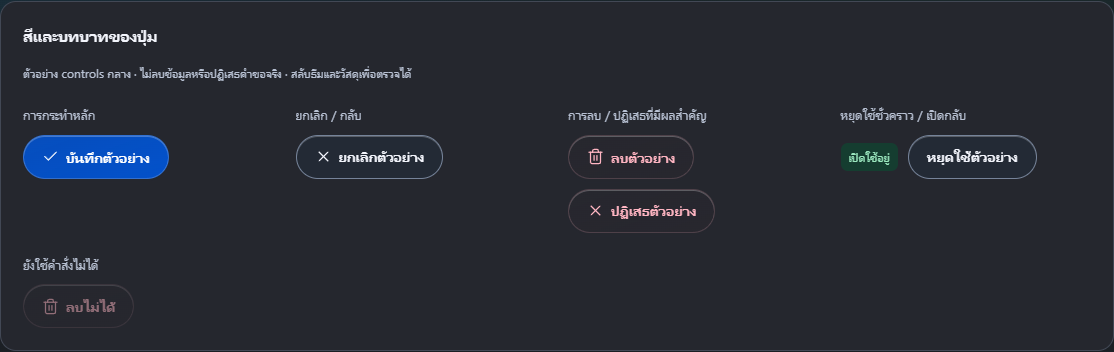 สีและบทบาทของปุ่ม
ตัวอย่าง controls กลาง · ไม่ลบข้อมูลหรือปฏิเสธคำขอจริง · สลับธีมและวัสดุเพื่อตรวจได้
การกระทำหลัก
บันทึกตัวอย่าง
ยกเลิก / กลับ
ยกเลิกตัวอย่าง
การลบ / ปฏิเสธที่มีผลสำคัญ
ลบตัวอย่าง
ปฏิเสธตัวอย่าง
หยุดใช้ชั่วคราว / เปิดกลับ
เปิดใช้อยู่ หยุดใช้ตัวอย่าง
ยังใช้คำสั่งไม่ได้
ลบไม่ได้